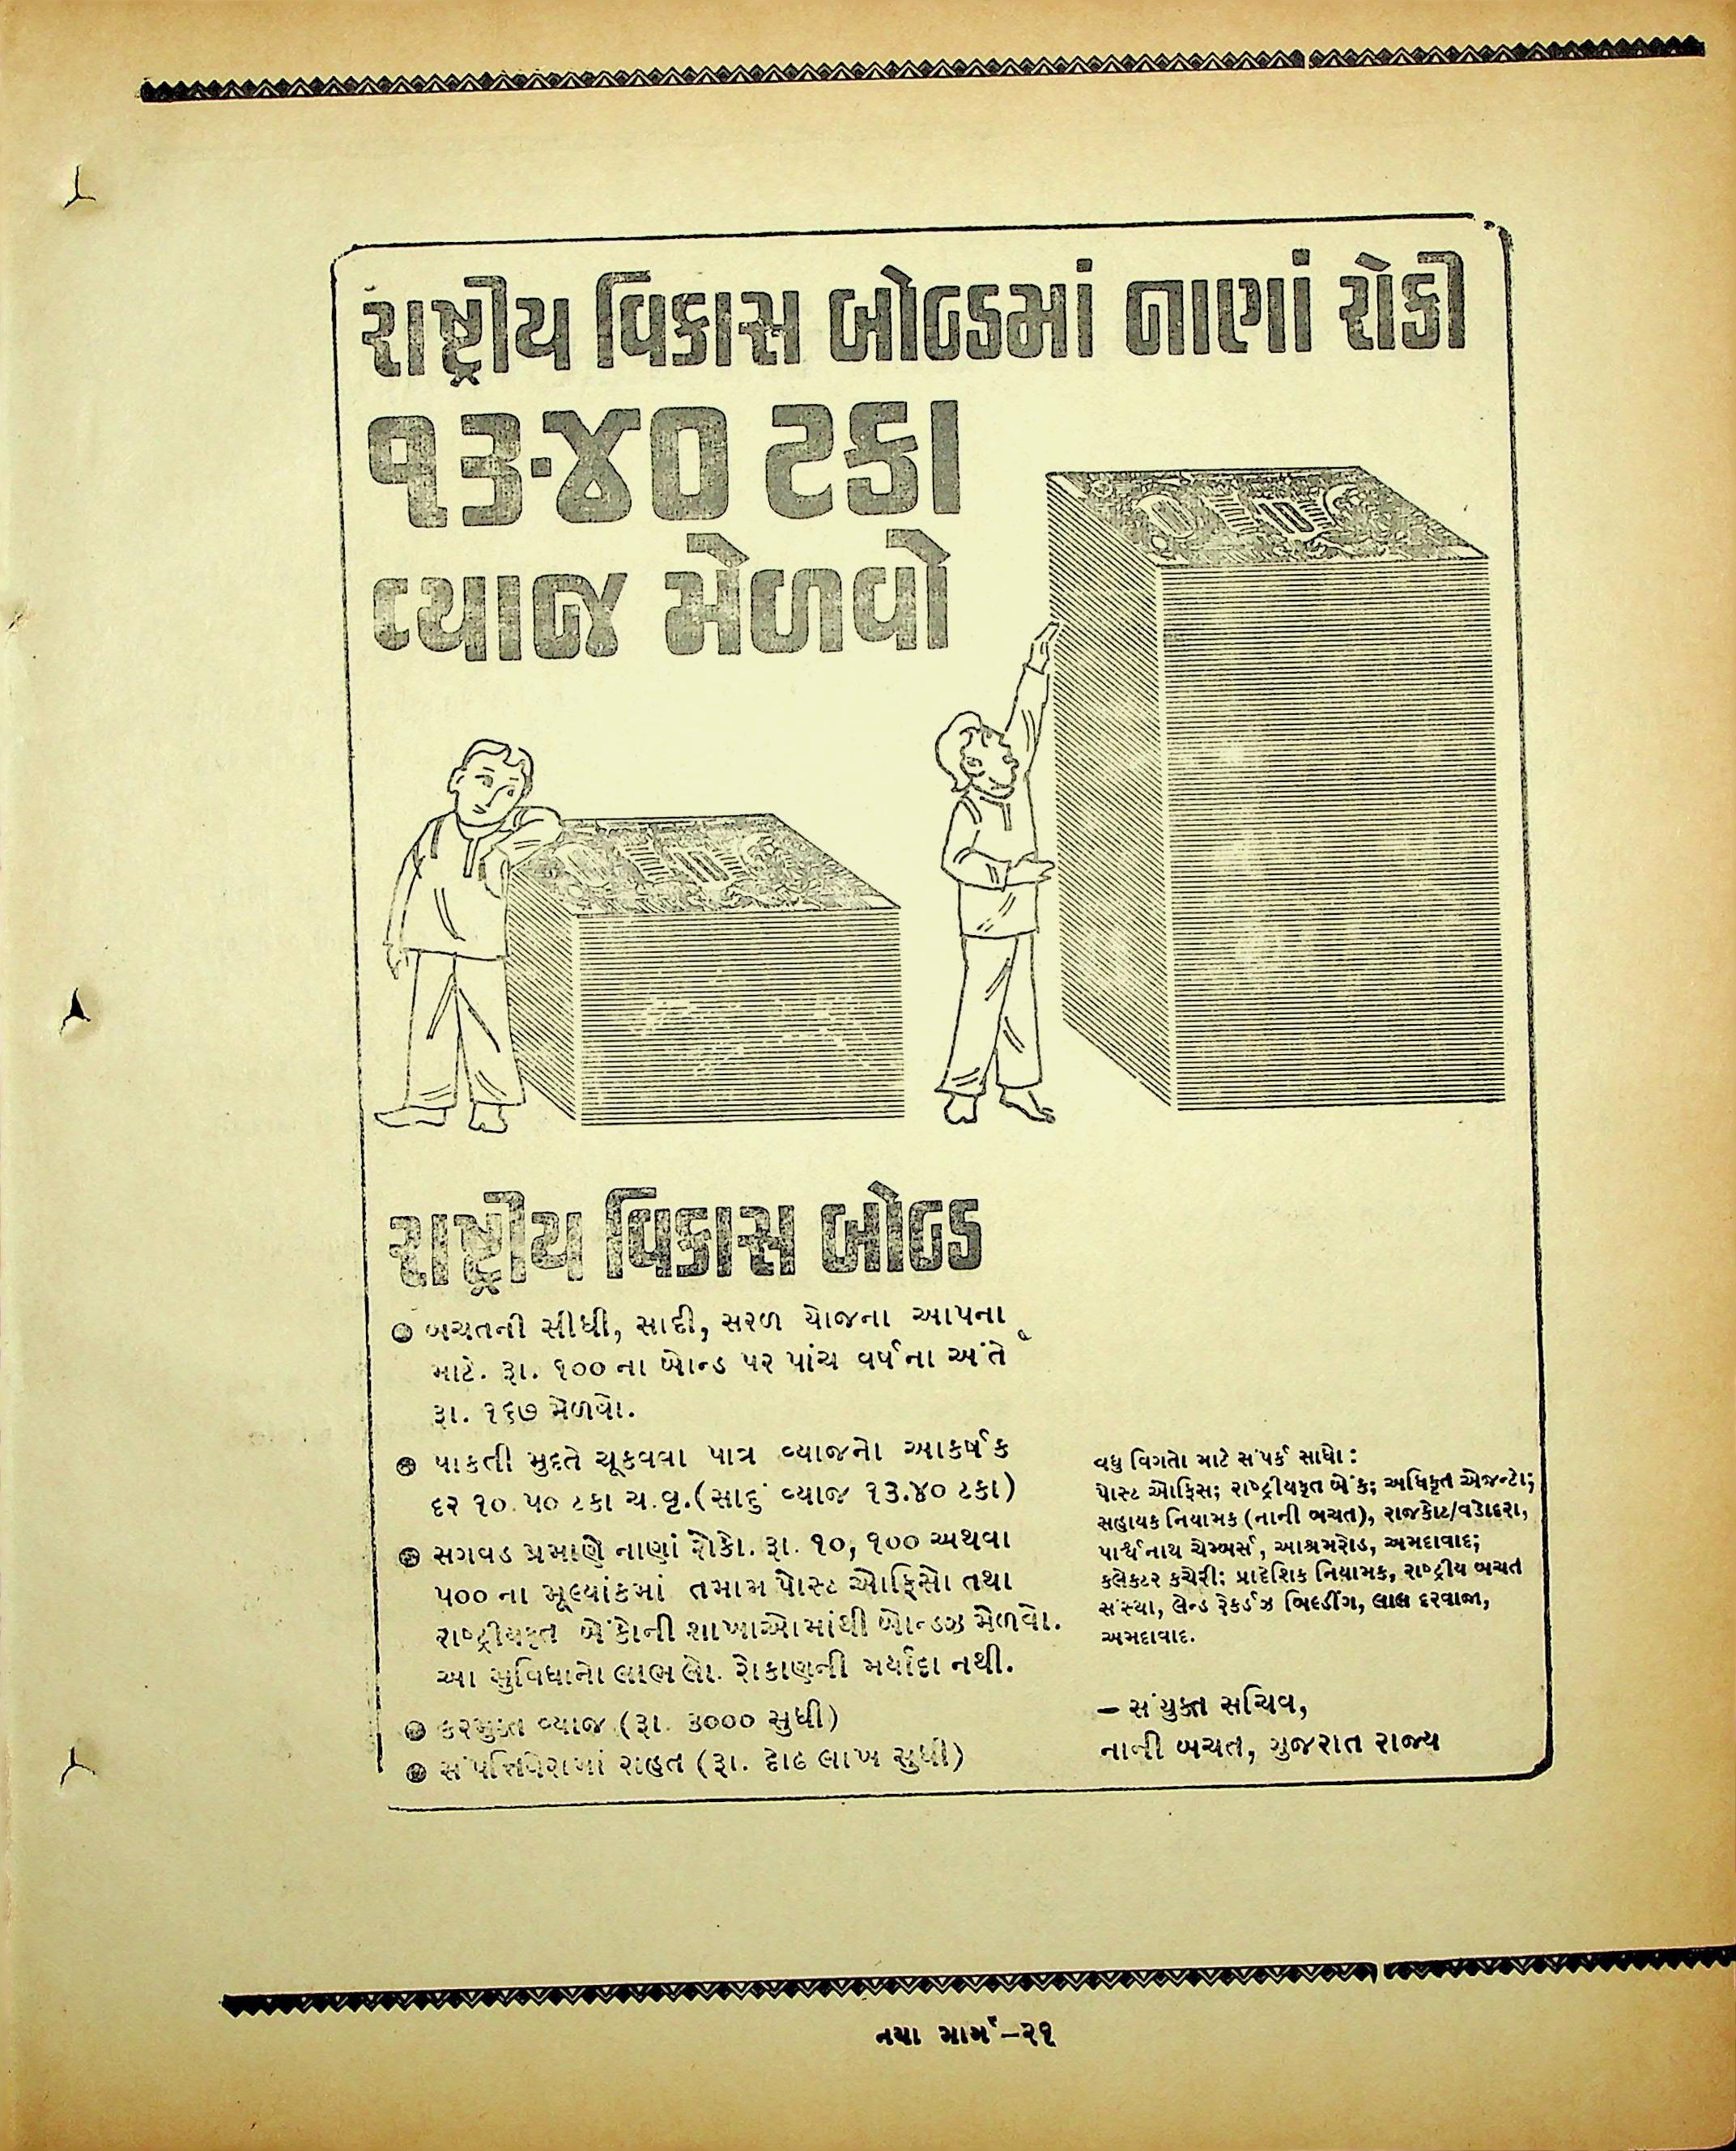 રાષ્ટ્રીય વિકાસ બોન્ડમાં નાણાં રોકી
૧૩·૪૦ ટકા
વ્યાજ મેળવો
રાષ્ટ્રીય વિકાસ બોન્ડ
બચતની સીધી, સાદી, સરળ યોજના આપના
માટે. રૂા. ૧૦૦ ના બોન્ડ પર પાંચ વર્ષના અંતે
રૂા. ૧૬૭ મેળવો.
પાકતી મુદતે ચૂકવવા પાત્ર વ્યાજનો આકર્ષક
દર ૧૦.૫૦ ટકા ચ.વૃ.(સાદું વ્યાજ ૧૩.૪૦ ટકા)
સગવડ પ્રમાણે નાણાં રોકો. રૂા. ૧૦, ૧૦૦ અથવા
૫૦૦ ના મૂલ્યાંકમાં તમામ પોસ્ટ ઓફિસો તથા
રાષ્ટ્રીયકૃત બેંકોની શાખાઓમાંથી બોન્ડઝ મેળવો.
આ સુવિધાનો લાભ લો. રોકાણની મર્યાદા નથી.
કરમુક્ત વ્યાજ (રૂા. ૩૦૦૦ સુધી)
સંપત્તિવેરામાં રાહત (રૂા. દોઢ લાખ સુધી)
વધુ વિગતો માટે સંપર્ક સાધો :
પોસ્ટ ઓફિસ; રાષ્ટ્રીયકૃત બેંક; અધિકૃત એજન્ટો;
સહાયક નિયામક (નાની બચત), રાજકોટ/વડોદરા,
પાર્શ્વનાથ ચેમ્બર્સ, આશ્રમરોડ, અમદાવાદ;
કલેક્ટર કચેરી; પ્રાદેશિક નિયામક, રાષ્ટ્રીય બચત
સંસ્થા, લેન્ડ રેકર્ડઝ બિલ્ડીંગ, લાલ દરવાજા,
અમદાવાદ.
– સંયુક્ત સચિવ,
નાની બચત, ગુજરાત રાજ્ય
નયા માર્ગ–૨૧